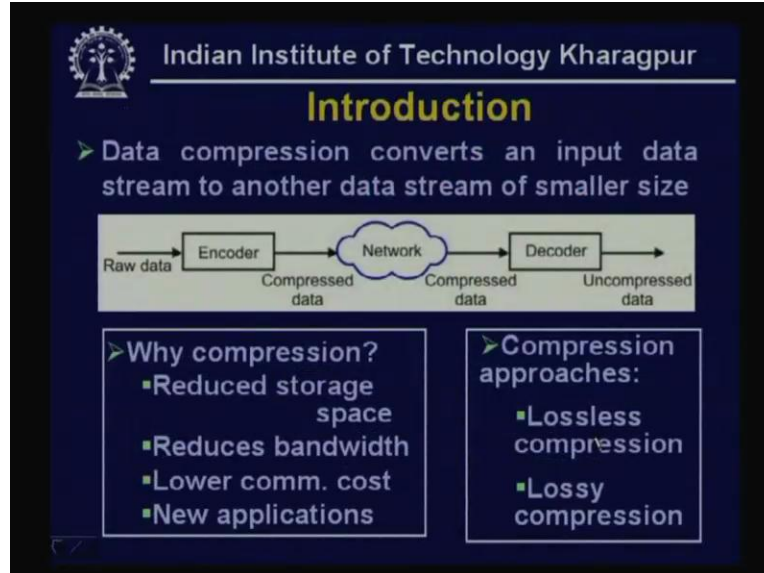 Indian Institute of Technology Kharagpur
Introduction
➢ Data compression converts an input data
stream to another data stream of smaller size
Raw data
Encoder
Compressed
data
Network
Compressed
data
Decoder
Uncompressed
data
➢Why compression?
▪Reduced storage
space
▪Reduces bandwidth
▪Lower comm. cost
▪New applications
➢Compression
approaches:
▪Lossless
compression
▪Lossy
compression